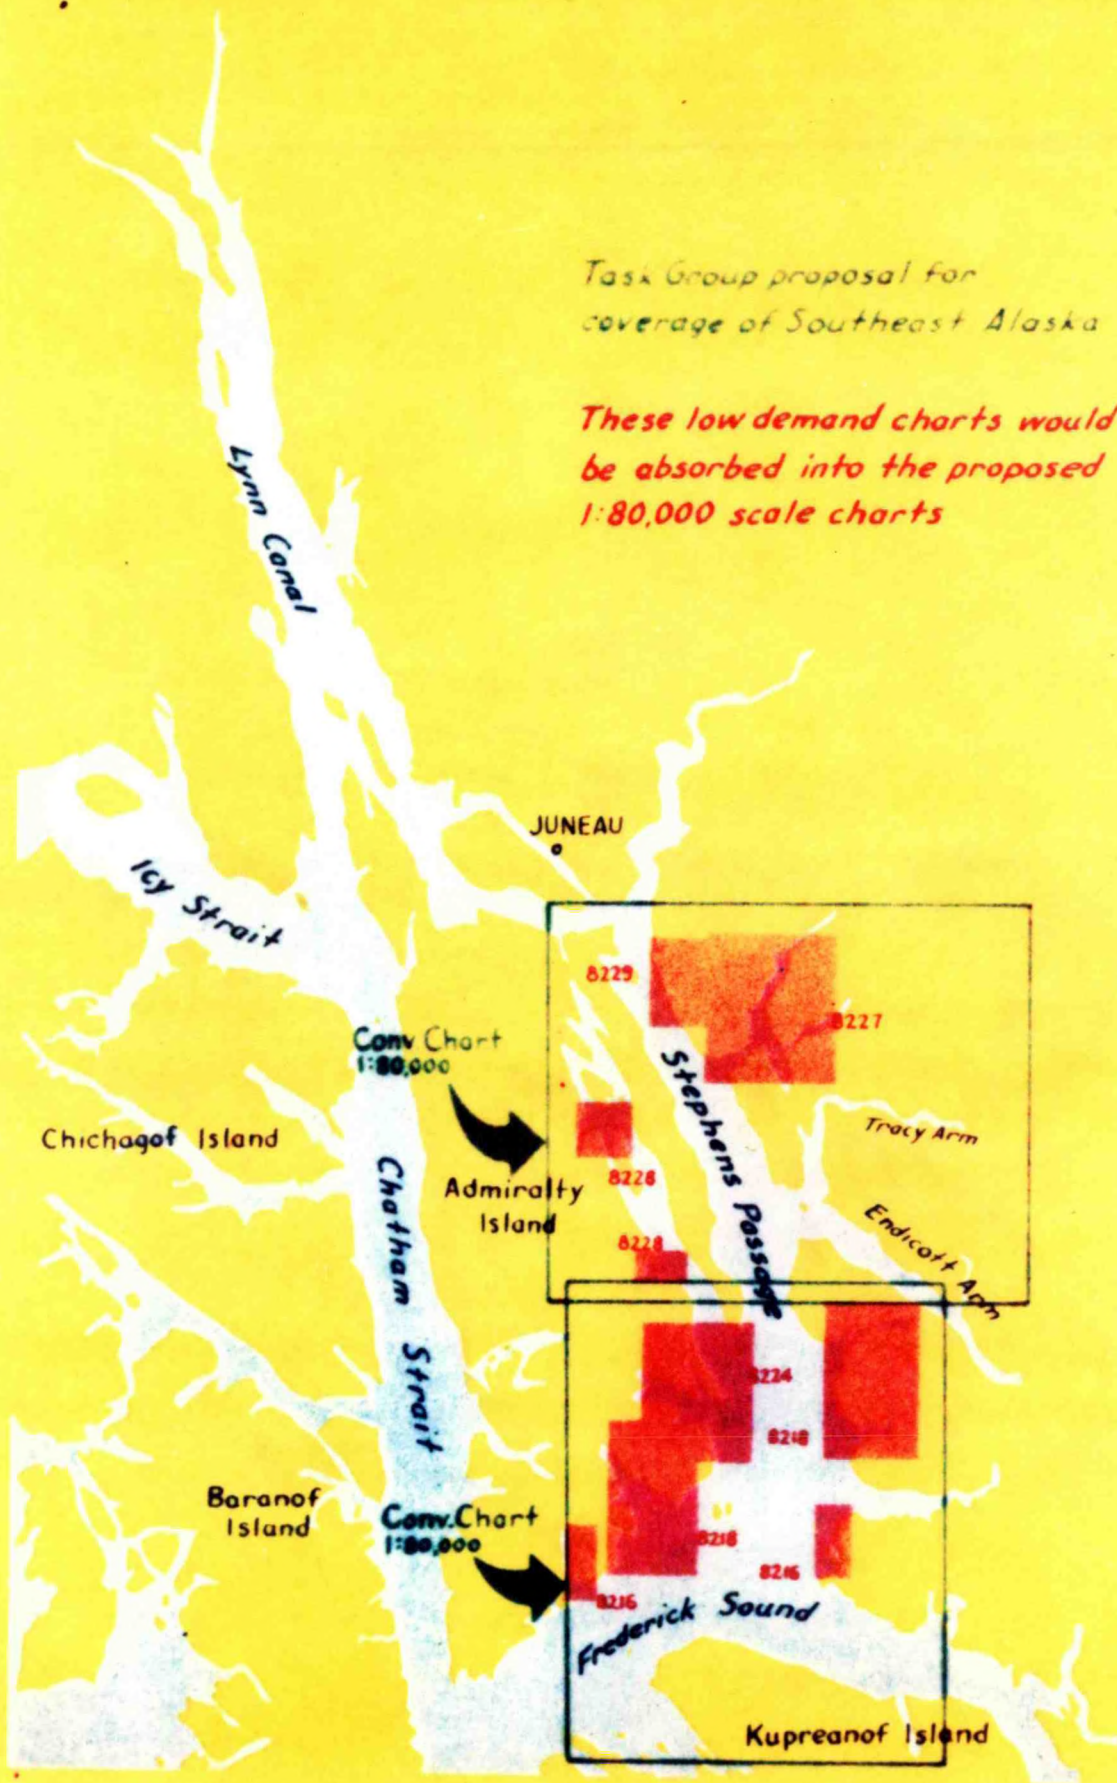 Task Group proposal for
coverage of Southeast Alaska
These low demand charts would
be absorbed into the proposed
1:80,000 scale charts
Lynn Canal
JUNEAU
Icy Strait
8229
8227
Conv Chart
1:80,000
Stephens Passage
Chichagof Island
Tracy Arm
Chatham Strait
Admiralty
Island
8228
Endicott Arm
8228
8224
8218
Baranof
Island
Conv. Chart
1:80,000
8218
8216
8216
Frederick Sound
Kupreanof Island